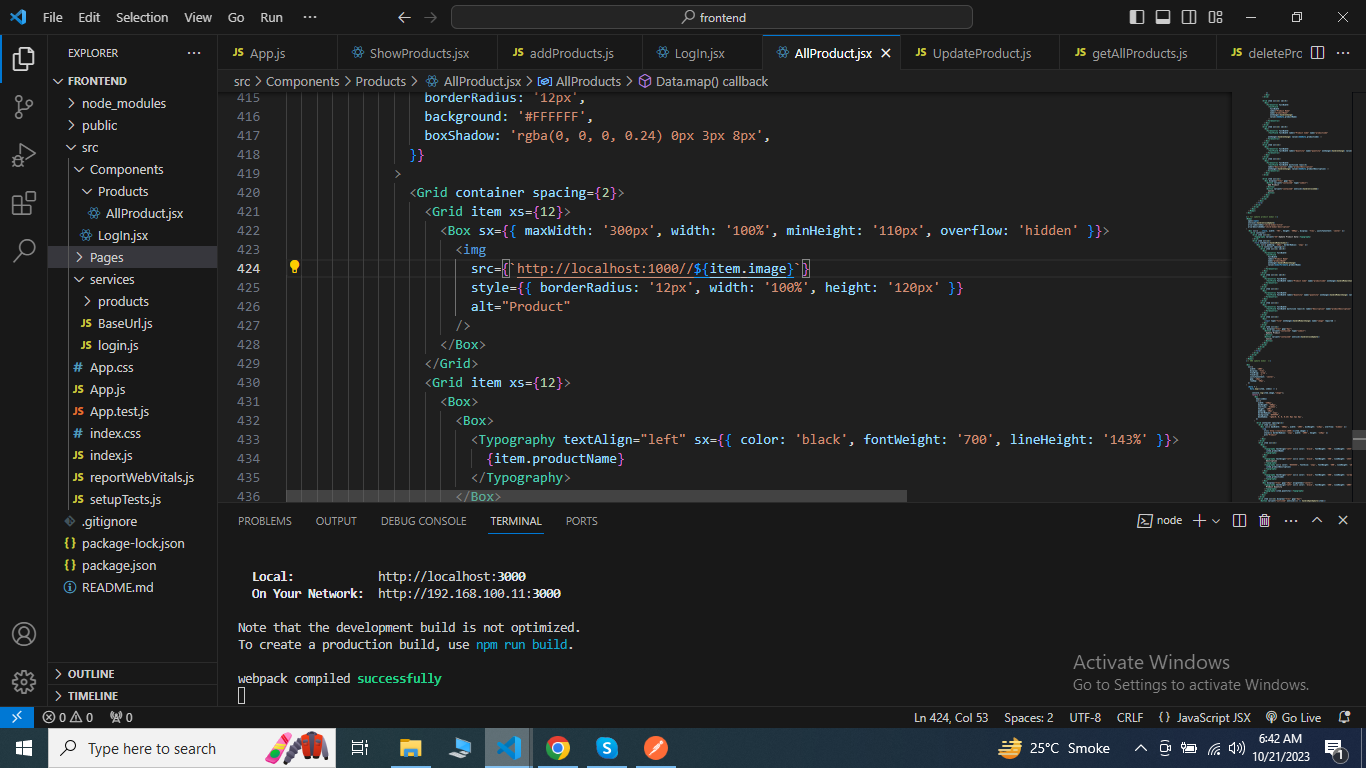 File Edit Selection View Go Run ··· frontend
EXPLORER ···
App.js ShowProducts.jsx addProducts.js LogIn.jsx AllProduct.jsx UpdateProduct.js getAllProducts.js deletePro ···
FRONTEND
src > Components > Products > AllProduct.jsx > AllProducts > Data.map() callback
node_modules
public
src
Components
Products
AllProduct.jsx
LogIn.jsx
Pages
services
products
BaseUrl.js
login.js
App.css
App.js
App.test.js
index.css
index.js
reportWebVitals.js
setupTests.js
.gitignore
package-lock.json
package.json
README.md
OUTLINE
TIMELINE
415 borderRadius: '12px',
416 background: '#FFFFFF',
417 boxShadow: 'rgba(0, 0, 0, 0.24) 0px 3px 8px',
418 }}
419 >
420 <Grid container spacing={2}>
421 <Grid item xs={12}>
422 <Box sx={{ maxWidth: '300px', width: '100%', minHeight: '110px', overflow: 'hidden' }}>
423 <img
424 src={`http://localhost:1000//${item.image}`}
425 style={{ borderRadius: '12px', width: '100%', height: '120px' }}
426 alt="Product"
427 />
428 </Box>
429 </Grid>
430 <Grid item xs={12}>
431 <Box>
432 <Box>
433 <Typography textAlign="left" sx={{ color: 'black', fontWeight: '700', lineHeight: '143%' }}>
434 {item.productName}
435 </Typography>
436 </Box>
PROBLEMS OUTPUT DEBUG CONSOLE TERMINAL PORTS node
Local: http://localhost:3000
On Your Network: http://192.168.100.11:3000
Note that the development build is not optimized.
To create a production build, use npm run build.
webpack compiled successfully
Activate Windows
Go to Settings to activate Windows.
0 0 0 Ln 424, Col 53 Spaces: 2 UTF-8 CRLF {} JavaScript JSX Go Live
Type here to search 25°C Smoke 6:42 AM
10/21/2023 1